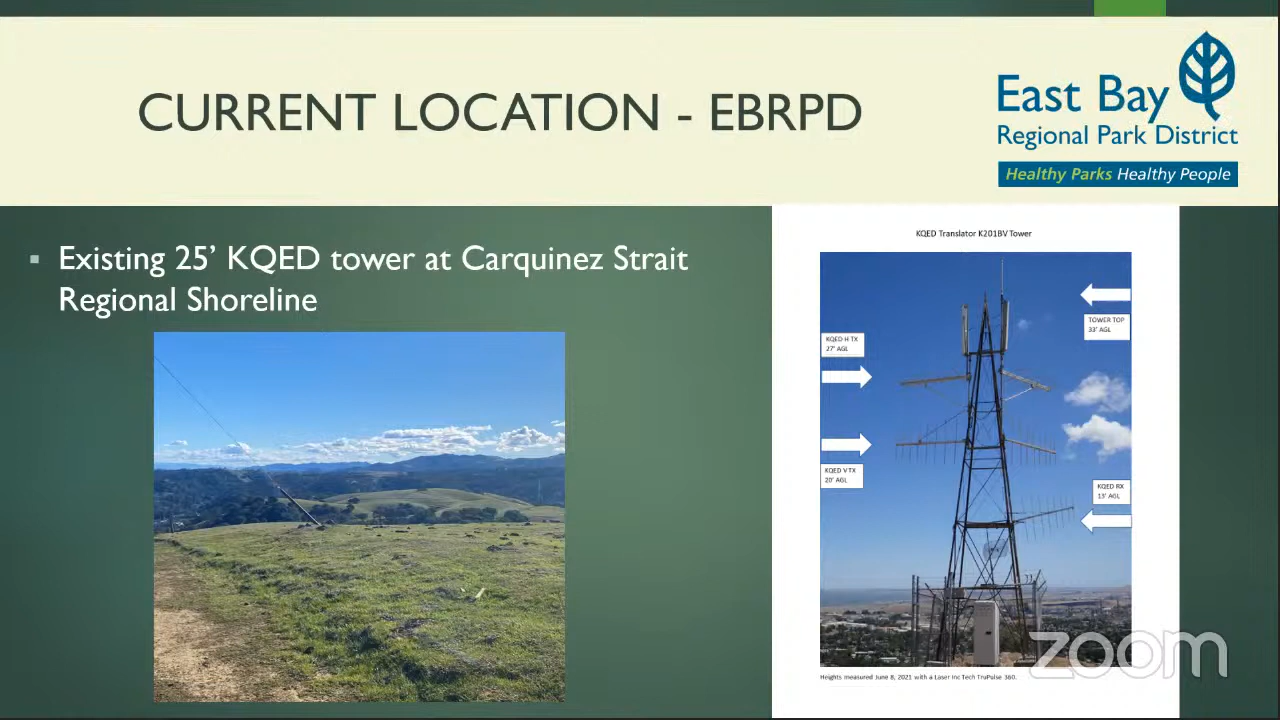 CURRENT LOCATION - EBRPD
East Bay
Regional Park District
Healthy Parks Healthy People
▪ Existing 25’ KQED tower at Carquinez Strait
Regional Shoreline
KQED Translator K201BV Tower
TOWER TOP
33' AGL
KQED H TX
27' AGL
KQED V TX
20' AGL
KQED RX
13' AGL
Heights measured June 8, 2021 with a Laser Inc Tech TruPulse 360.
zoom